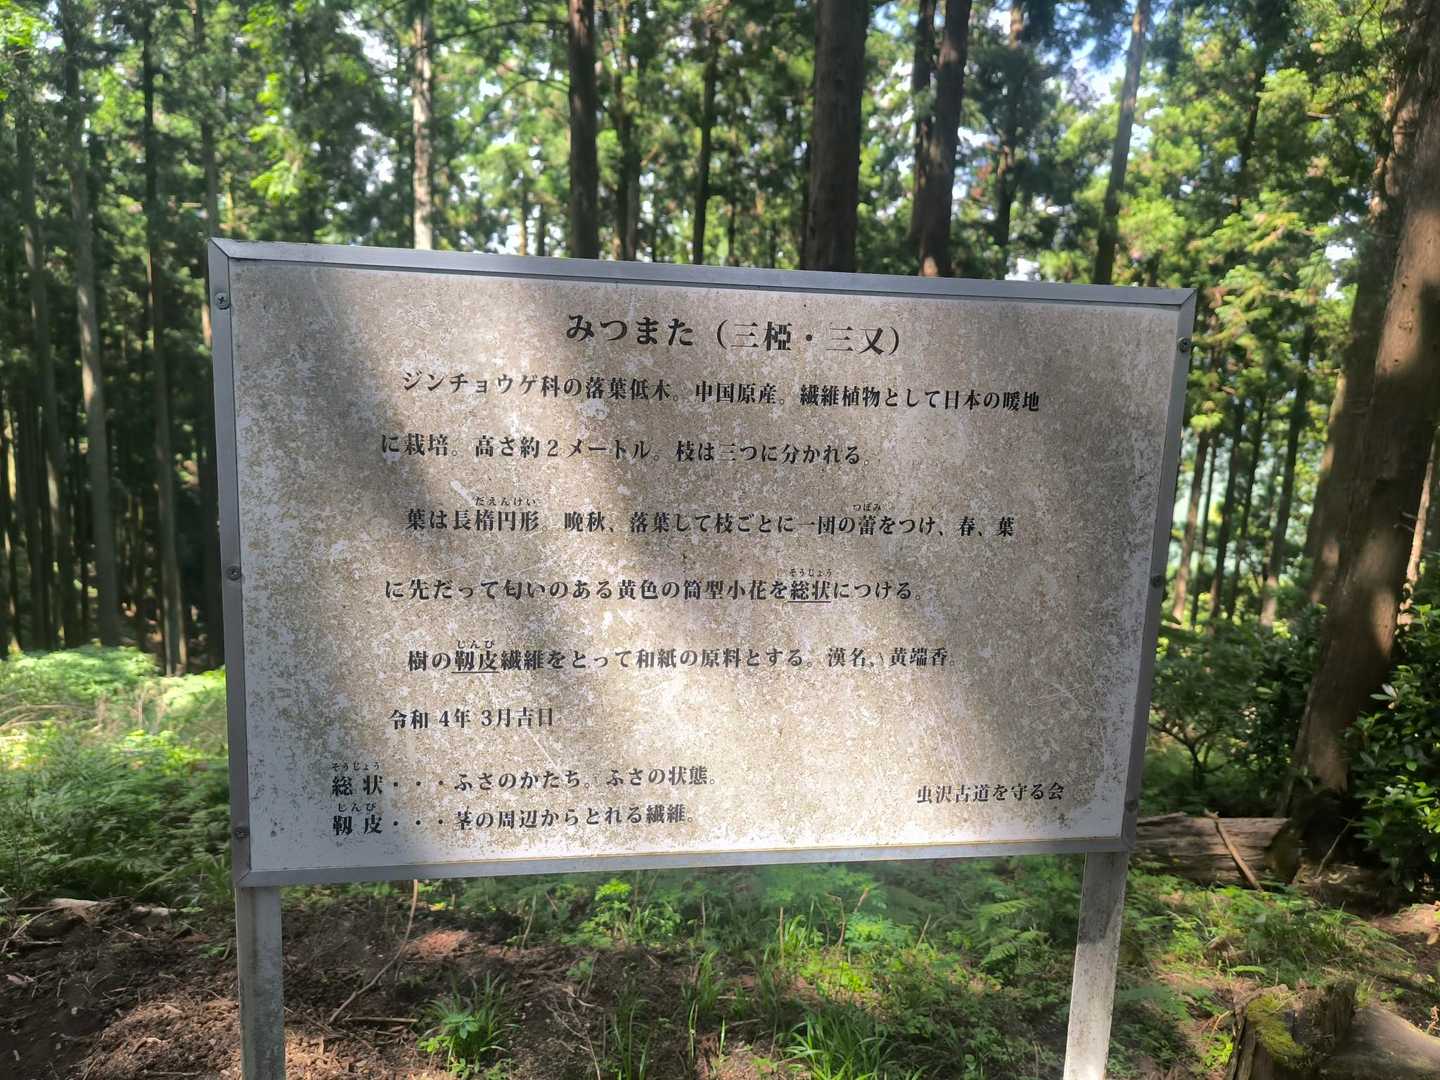 みつまた（三椏・三又）
ジンチョウゲ科の落葉低木。中国原産。繊維植物として日本の暖地
に栽培。高さ約2メートル。枝は三つに分かれる。
だえんけい つぼみ
葉は長楕円形。晩秋、落葉して枝ごとに一団の蕾をつけ、春、葉
そうじょう
に先だって匂いのある黄色の筒型小花を総状につける。
じんぴ
樹の靱皮繊維をとって和紙の原料とする。漢名、黄端香。
令和 4年 3月吉日
そうじょう
総 状・・・ふさのかたち。ふさの状態。
虫沢古道を守る会
じんぴ
靱 皮・・・茎の周辺からとれる繊維。